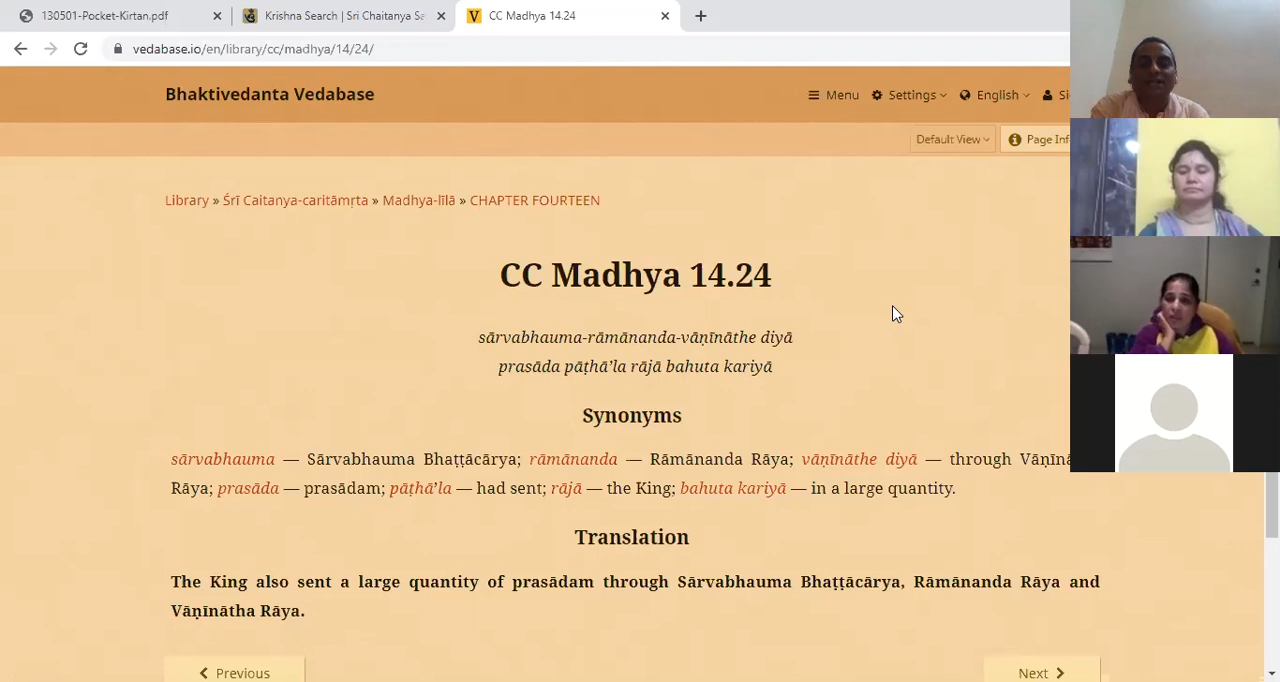 130501-Pocket-Kirtan.pdf
Krishna Search | Sri Chaitanya Sa
CC Madhya 14.24
vedabase.io/en/library/cc/madhya/14/24/
Bhaktivedanta Vedabase
Menu
Settings
English
Si
Default View
Page Inf
Library » Śrī Caitanya-caritāmṛta » Madhya-līlā » CHAPTER FOURTEEN
CC Madhya 14.24
sārvabhauma-rāmānanda-vāṇīnāthe diyā
prasāda pāṭhā’la rājā bahuta kariyā
Synonyms
sārvabhauma — Sārvabhauma Bhaṭṭācārya; rāmānanda — Rāmānanda Rāya; vāṇīnāthe diyā — through Vāṇīnā
Rāya; prasāda — prasādam; pāṭhā’la — had sent; rājā — the King; bahuta kariyā — in a large quantity.
Translation
The King also sent a large quantity of prasādam through Sārvabhauma Bhaṭṭācārya, Rāmānanda Rāya and
Vāṇīnātha Rāya.
Previous
Next